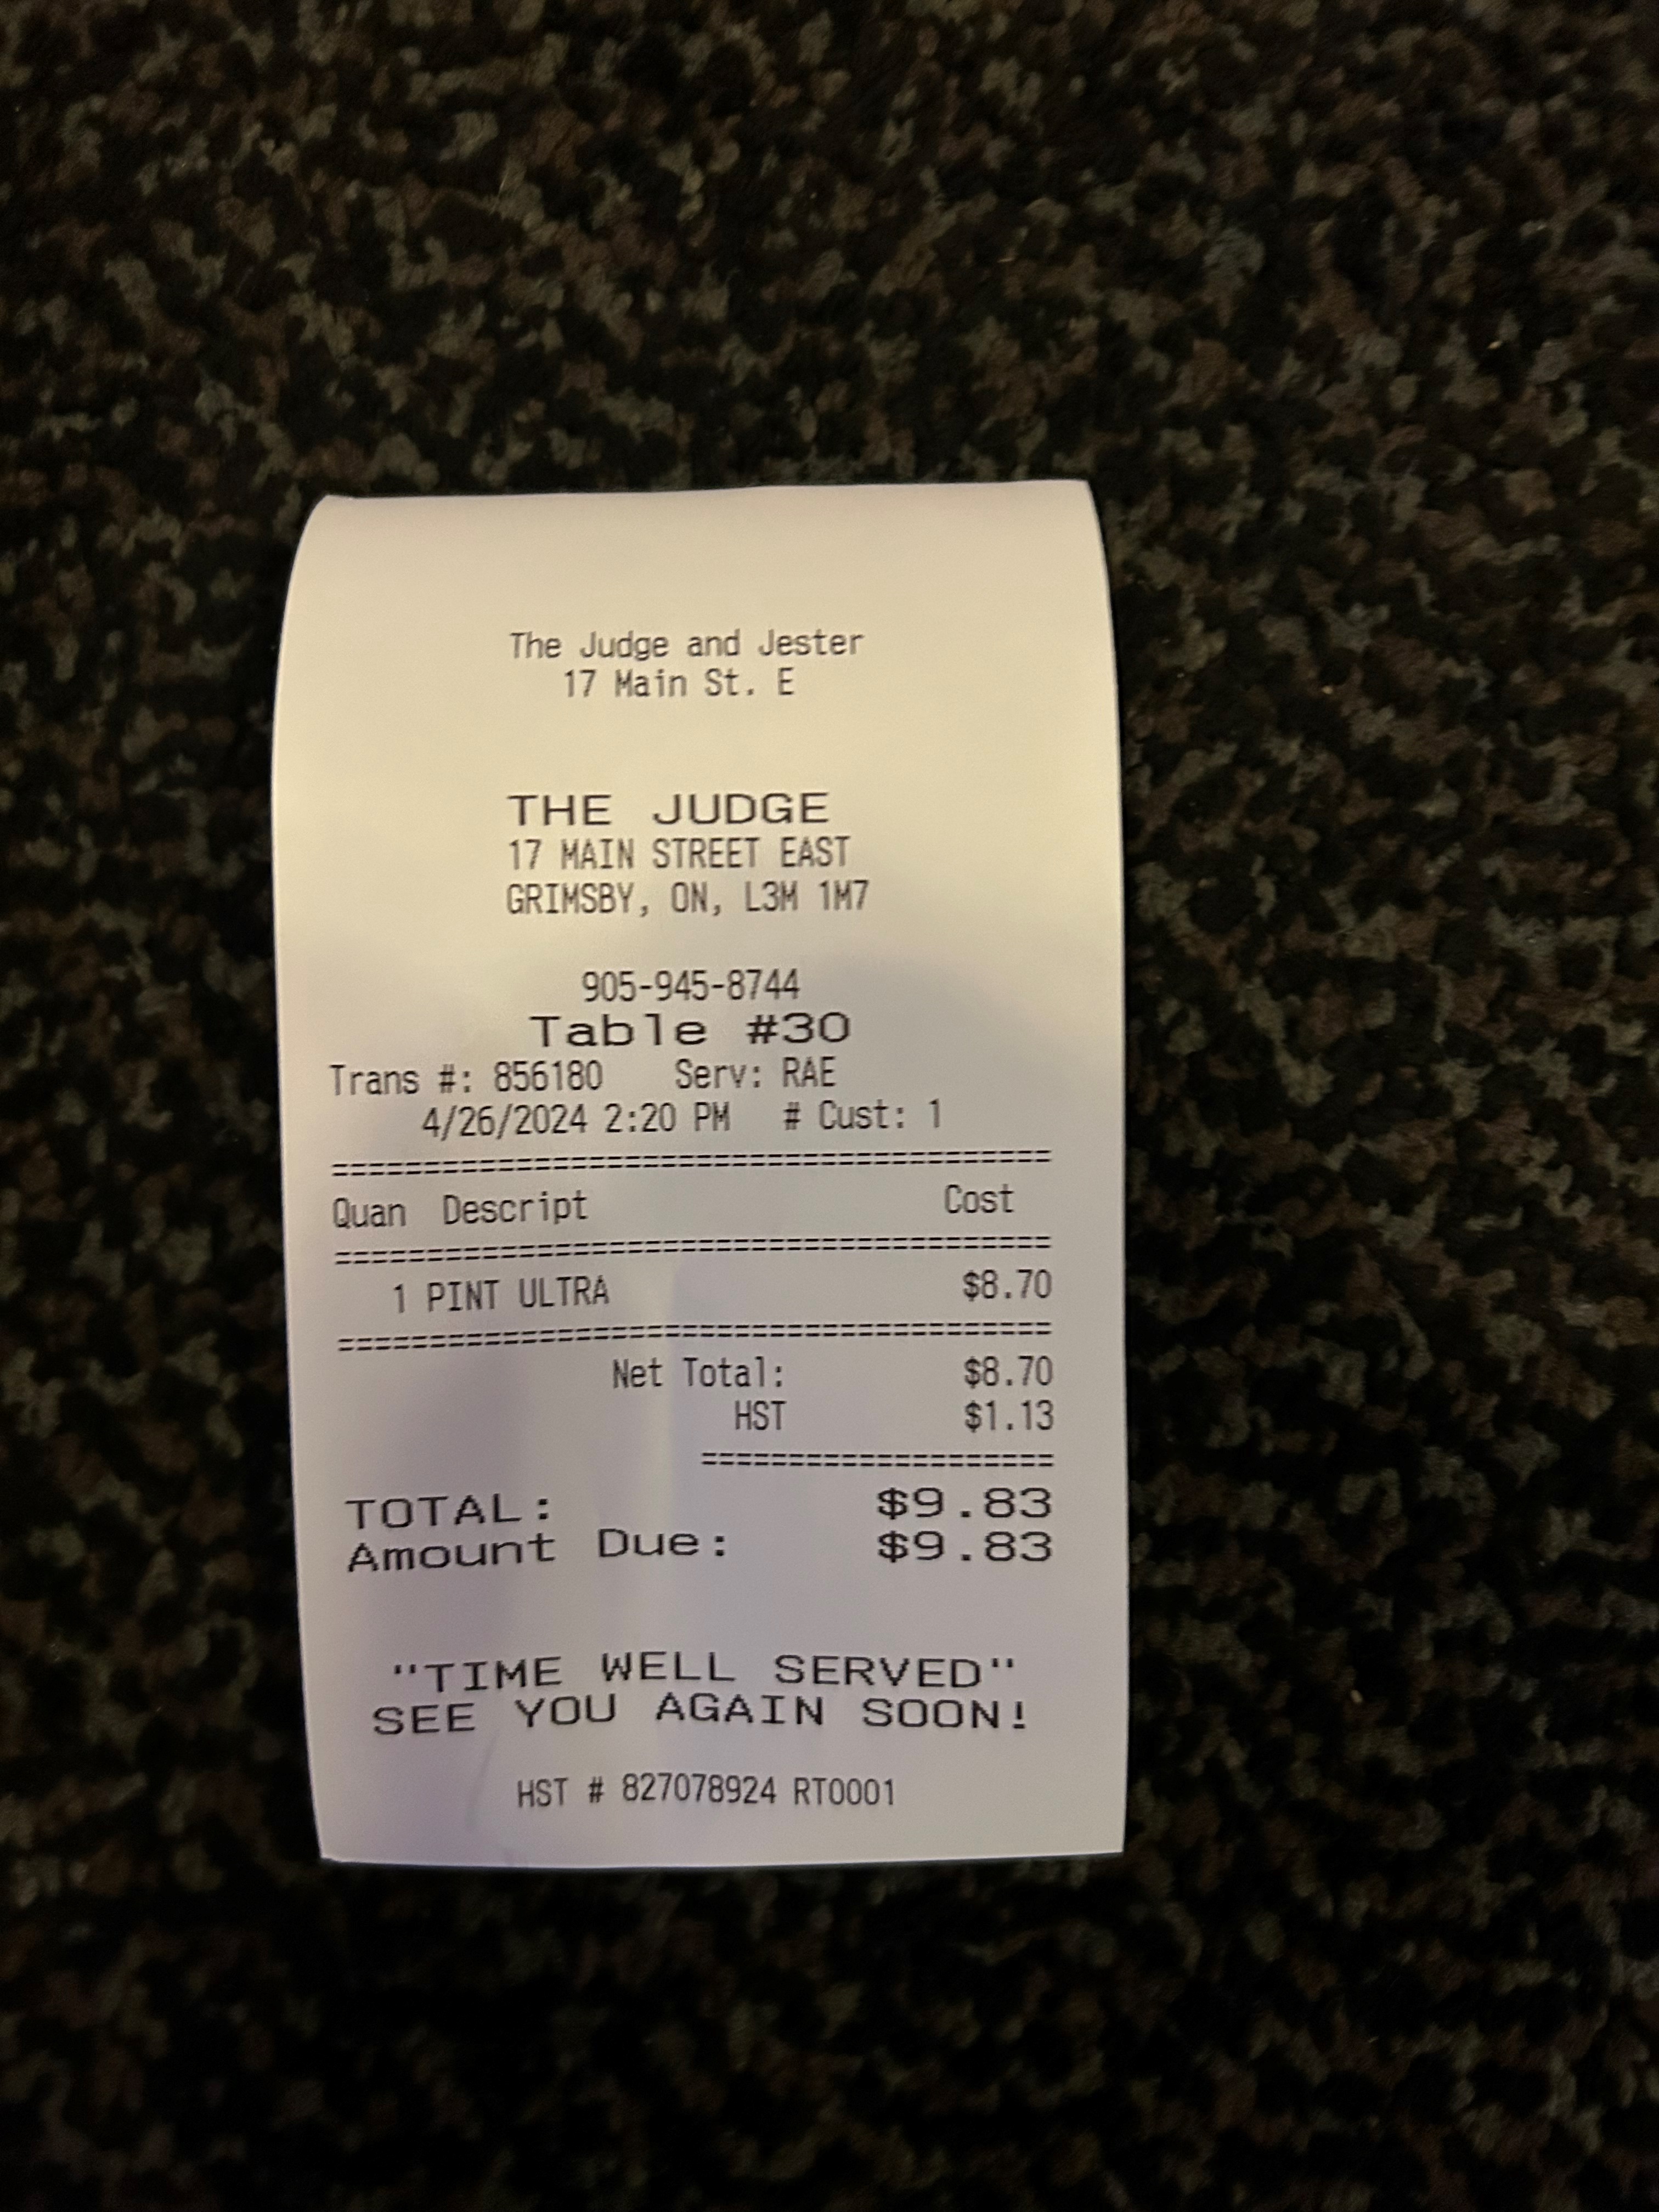 The Judge and Jester
17 Main St. E
THE JUDGE
17 MAIN STREET EAST
GRIMSBY, ON, L3M 1M7
905-945-8744
Table #30
Trans #: 856180 Serv: RAE
4/26/2024 2:20 PM # Cust: 1
=======================================
Quan Descript Cost
=======================================
1 PINT ULTRA $8.70
=======================================
Net Total: $8.70
HST $1.13
===================
TOTAL: $9.83
Amount Due: $9.83
"TIME WELL SERVED"
SEE YOU AGAIN SOON!
HST # 827078924 RT0001